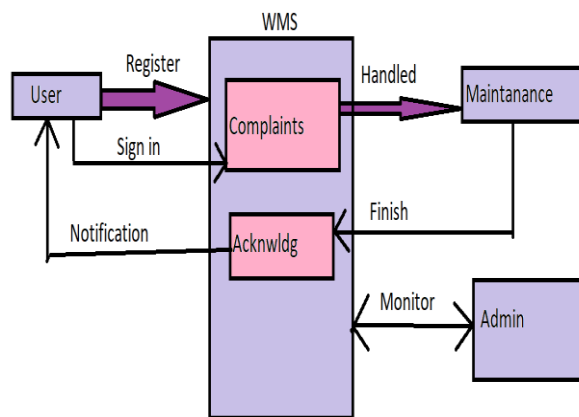 WMS
Register
Handled
User
Maintanance
Complaints
Sign in
Finish
Notification
Acknwldg
Monitor
Admin